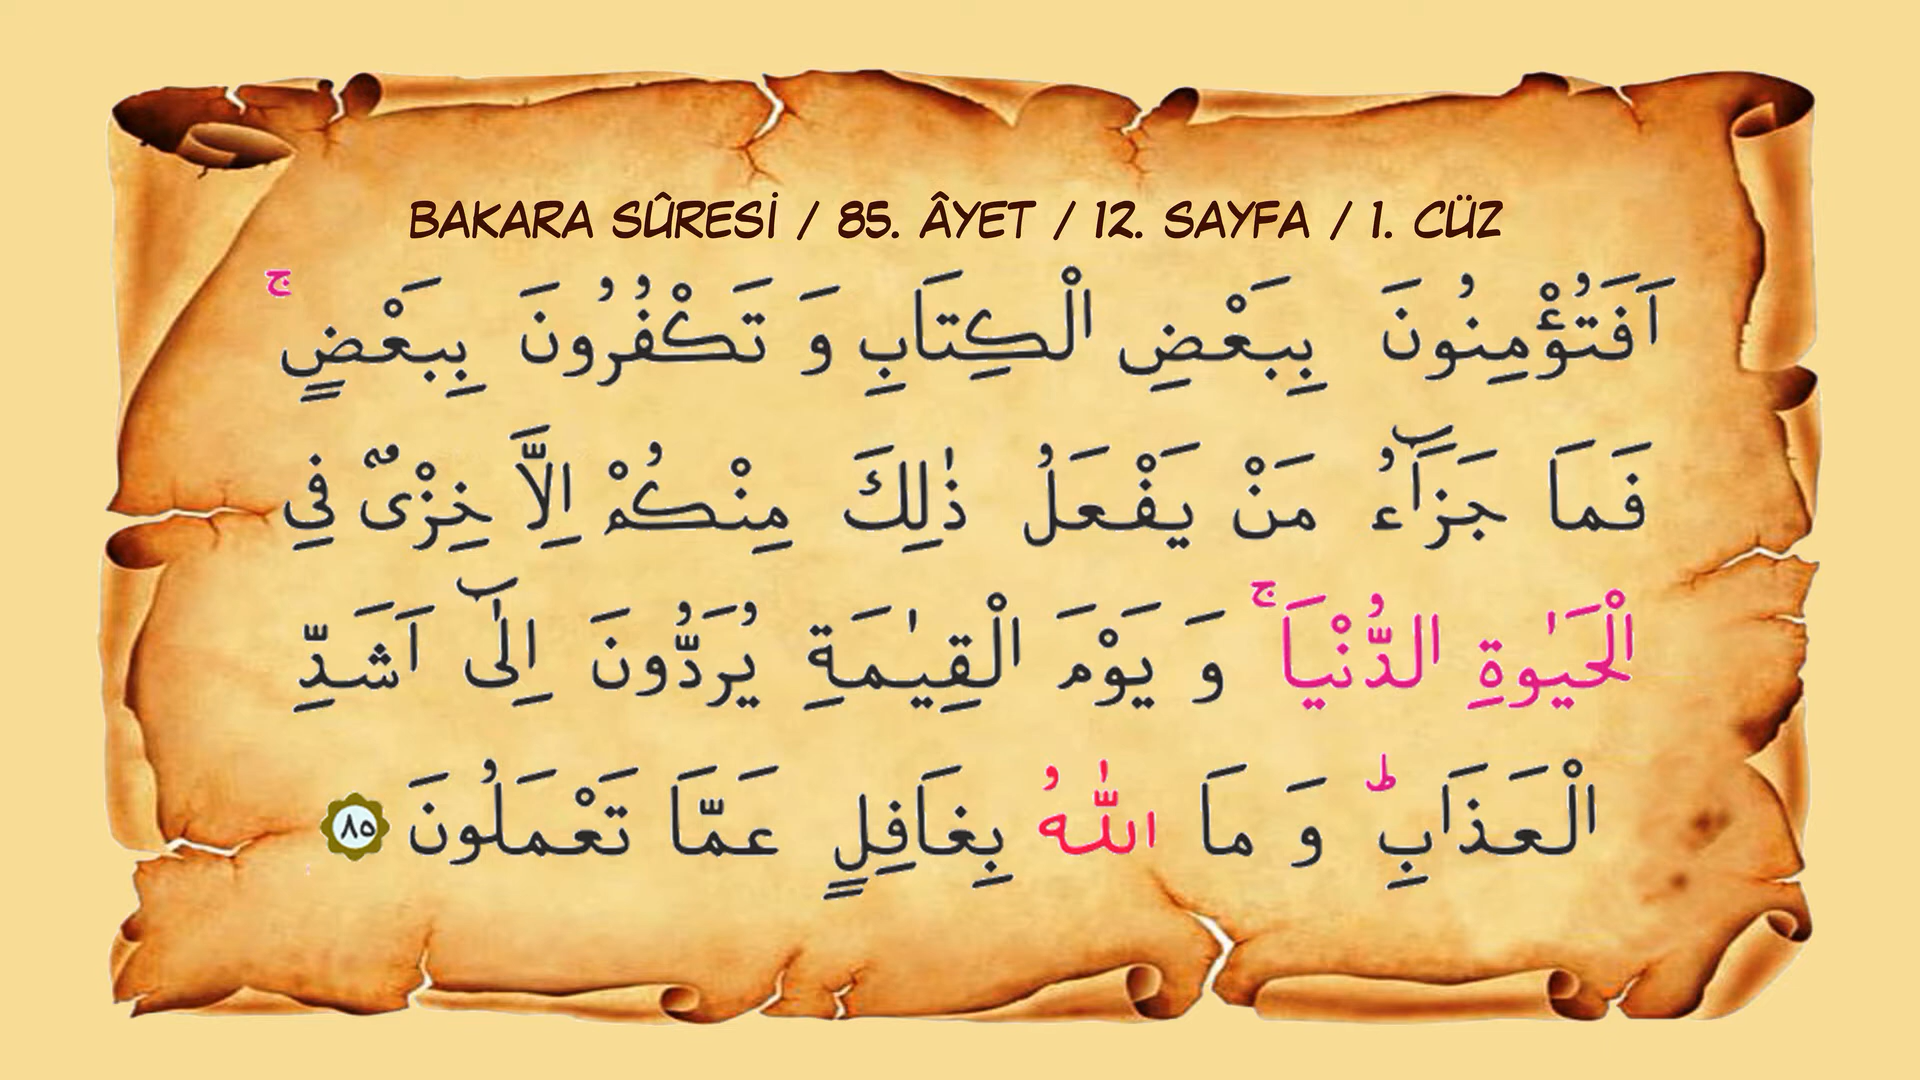 BAKARA SÛRESİ / 85. ÂYET / 12. SAYFA / 1. CÜZ
اَفَتُؤْمِنُونَ بِبَعْضِ الْكِتَابِ وَ تَكْفُرُونَ بِبَعْضٍ ۚ
فَمَا جَزَٓاءُ مَنْ يَفْعَلُ ذٰلِكَ مِنْكُمْ اِلَّا خِزْىٌ فِى
الْحَيٰوةِ الدُّنْيَا ۚ وَ يَوْمَ الْقِيٰمَةِ يُرَدُّونَ اِلٰٓى اَشَدِّ
الْعَذَابِ ؕ وَ مَا اللّٰهُ بِغَافِلٍ عَمَّا تَعْمَلُونَ ٨٥